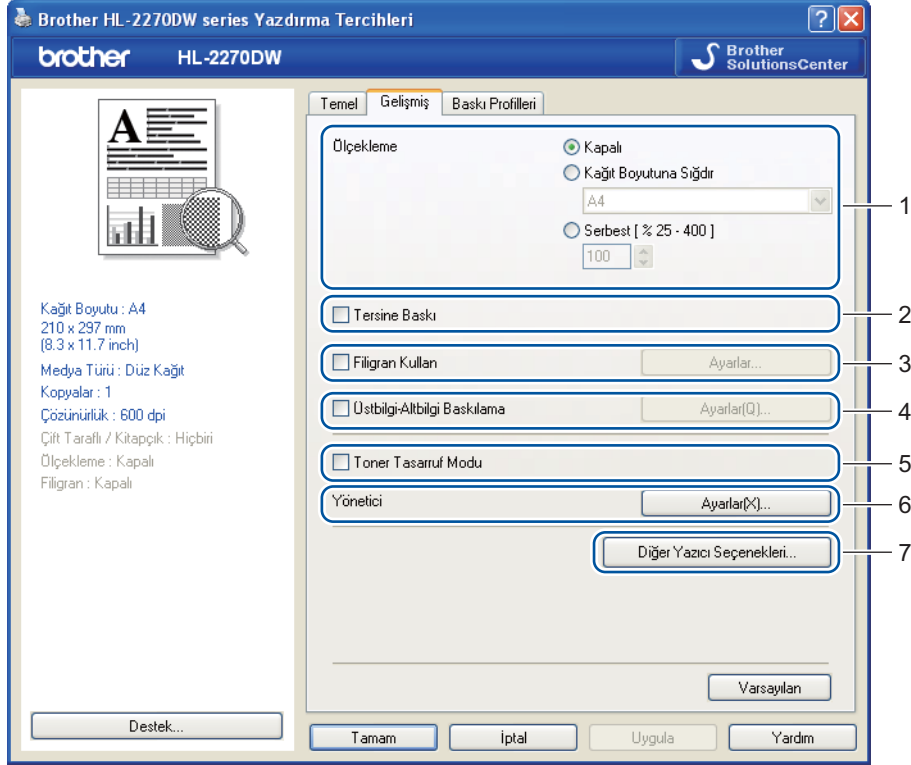 Brother HL-2270DW series Yazdırma Tercihleri
brother HL-2270DW
Brother
SolutionsCenter
A
Kağıt Boyutu : A4
210 x 297 mm
(8.3 x 11.7 inch)
Medya Türü : Düz Kağıt
Kopyalar : 1
Çözünürlük : 600 dpi
Çift Taraflı / Kitapçık : Hiçbiri
Ölçekleme : Kapalı
Filigran : Kapalı
Destek...
Temel Gelişmiş Baskı Profilleri
Ölçekleme
Kapalı
Kağıt Boyutuna Sığdır
A4
Serbest [ % 25 - 400 ]
100
1
Tersine Baskı
2
Filigran Kullan Ayarlar...
3
Üstbilgi-Altbilgi Baskılama Ayarlar(Q)...
4
Toner Tasarruf Modu
5
Yönetici Ayarlar(X)...
6
Diğer Yazıcı Seçenekleri...
7
Varsayılan
Tamam İptal Uygula Yardım